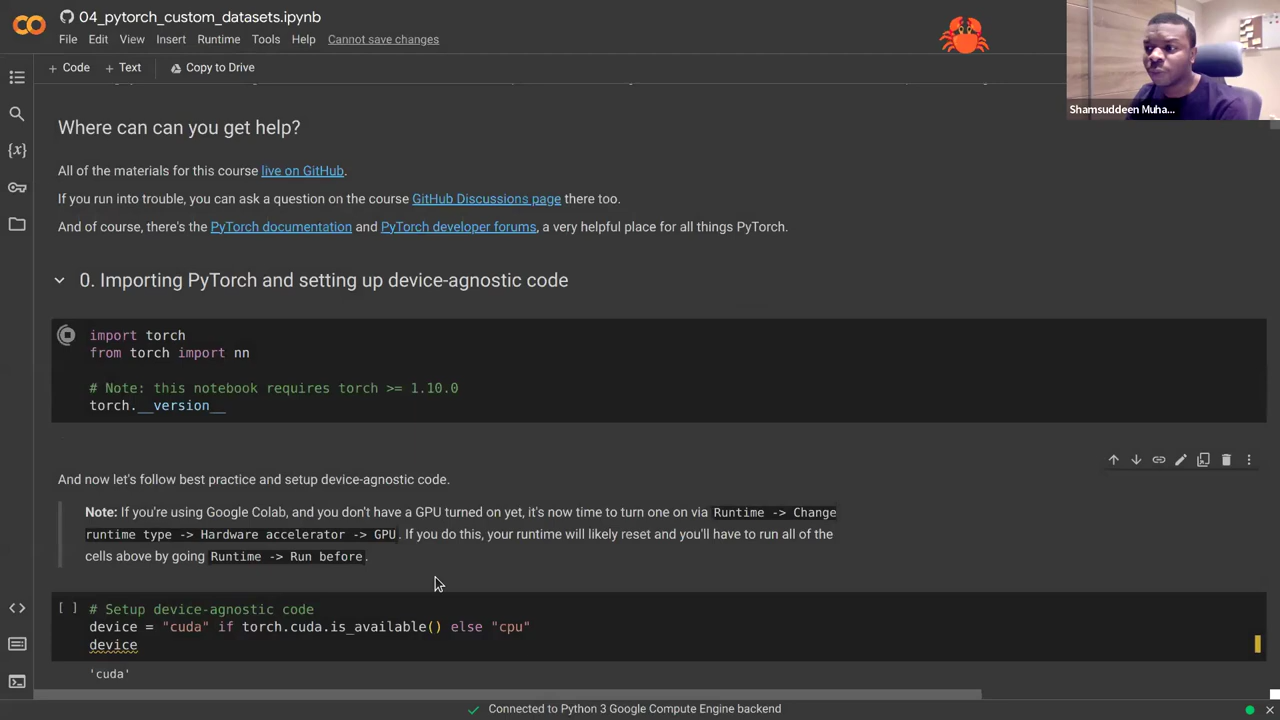 04_pytorch_custom_datasets.ipynb
File Edit View Insert Runtime Tools Help Cannot save changes
+ Code + Text Copy to Drive
Shamsuddeen Muha...
Where can can you get help?
All of the materials for this course live on GitHub.
If you run into trouble, you can ask a question on the course GitHub Discussions page there too.
And of course, there's the PyTorch documentation and PyTorch developer forums, a very helpful place for all things PyTorch.
0. Importing PyTorch and setting up device-agnostic code
import torch
from torch import nn
# Note: this notebook requires torch >= 1.10.0
torch.__version__
And now let's follow best practice and setup device-agnostic code.
Note: If you're using Google Colab, and you don't have a GPU turned on yet, it's now time to turn one on via Runtime -> Change
runtime type -> Hardware accelerator -> GPU. If you do this, your runtime will likely reset and you'll have to run all of the
cells above by going Runtime -> Run before.
[ ] # Setup device-agnostic code
device = "cuda" if torch.cuda.is_available() else "cpu"
device
'cuda'
Connected to Python 3 Google Compute Engine backend